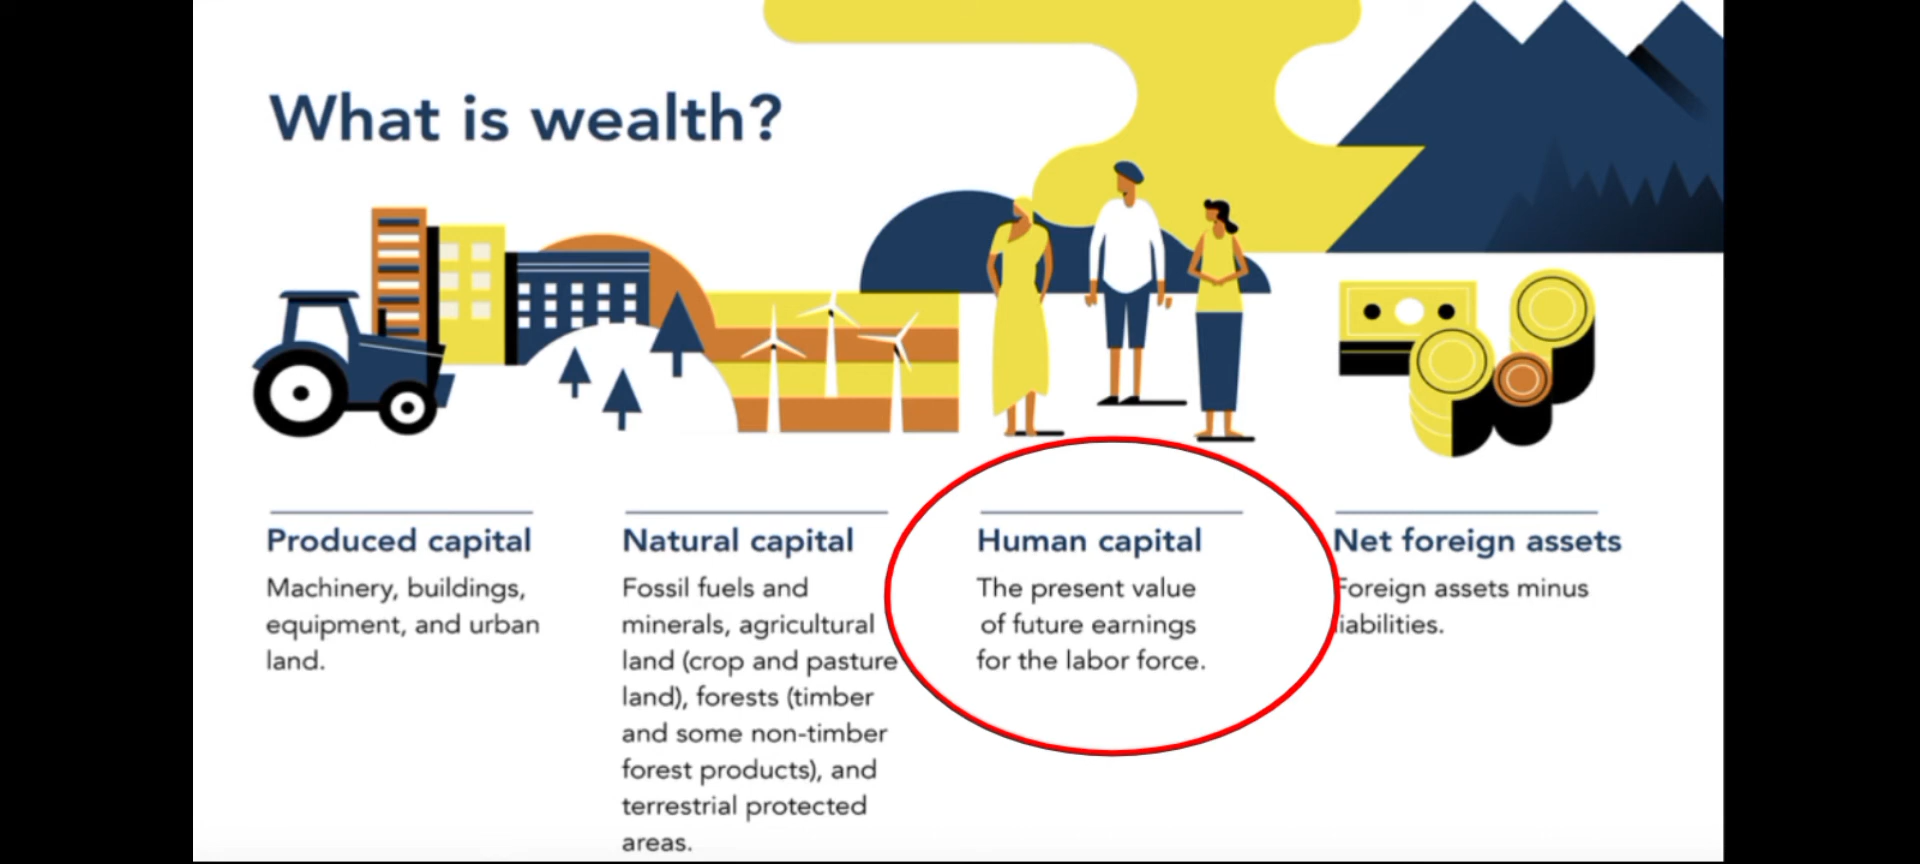 What is wealth?
Produced capital
Machinery, buildings,
equipment, and urban
land.
Natural capital
Fossil fuels and
minerals, agricultural
land (crop and pasture
land), forests (timber
and some non-timber
forest products), and
terrestrial protected
areas.
Human capital
The present value
of future earnings
for the labor force.
Net foreign assets
Foreign assets minus
liabilities.